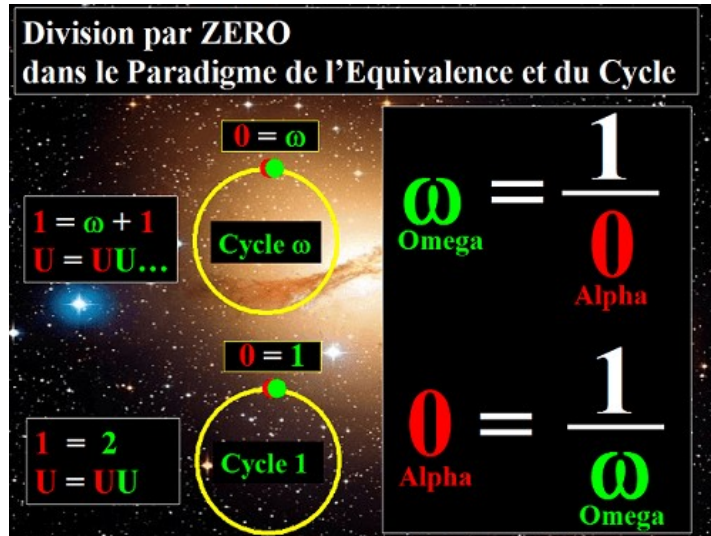 Division par ZERO
dans le Paradigme de l'Equivalence et du Cycle
0 = ω
1 = ω + 1
U = UU...
Cycle ω
0 = 1
1 = 2
U = UU
Cycle 1
ω = 1/0
Omega
Alpha
0 = 1/ω
Alpha
Omega